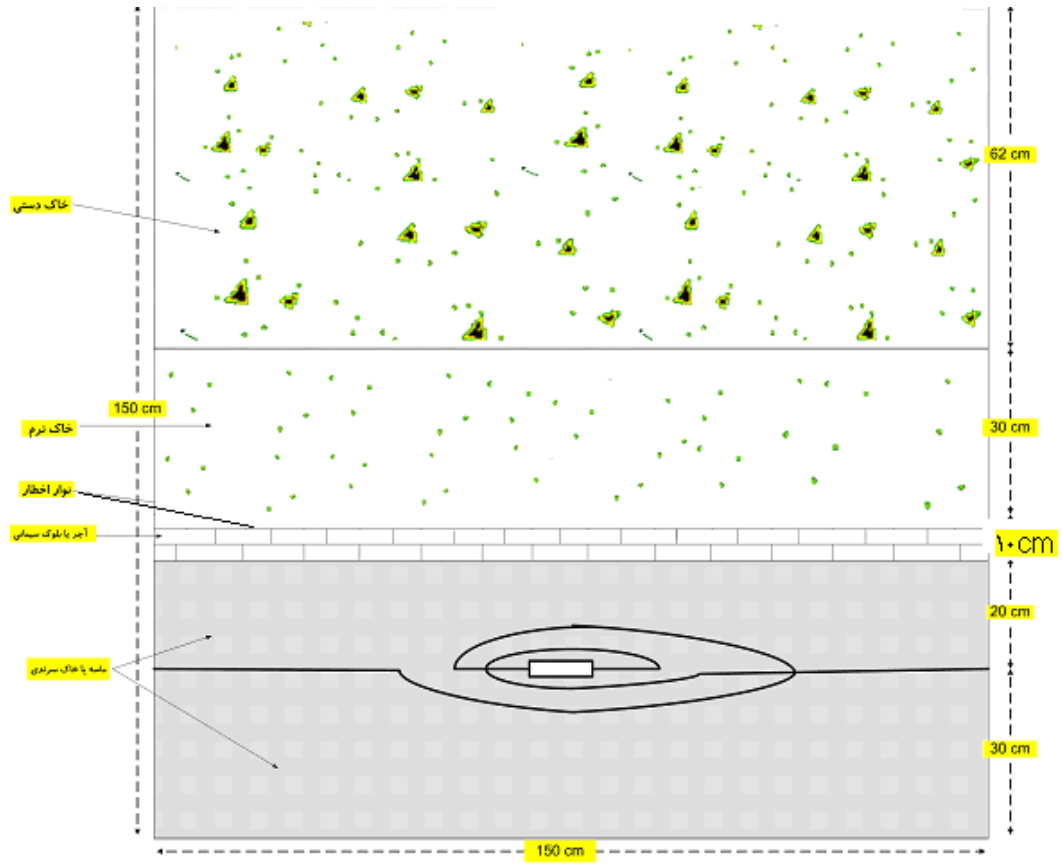 62 cm
خاک دستی
150 cm
خاک نرم
30 cm
نوار اخطار
آجر یا بلوک سیمانی
۱۰cm
20 cm
ماسه یا خاک سرندی
30 cm
150 cm